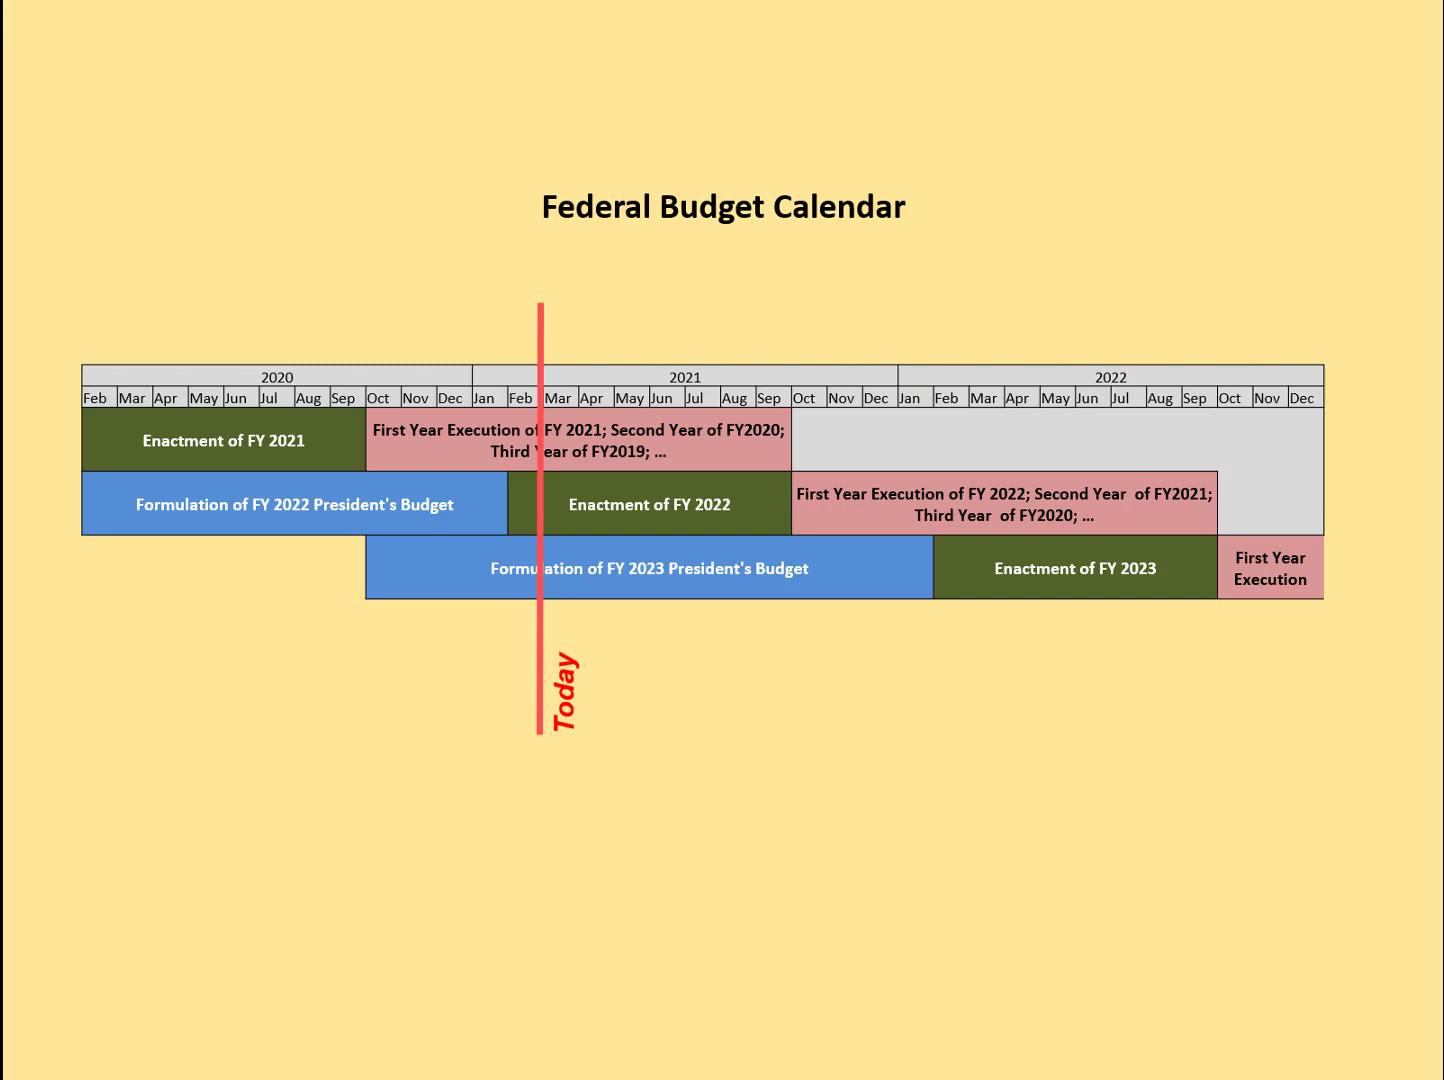 Federal Budget Calendar
2020 2021 2022
Feb Mar Apr May Jun Jul Aug Sep Oct Nov Dec Jan Feb Mar Apr May Jun Jul Aug Sep Oct Nov Dec Jan Feb Mar Apr May Jun Jul Aug Sep Oct Nov Dec
Enactment of FY 2021
First Year Execution of FY 2021; Second Year of FY2020;
Third Year of FY2019; ...
Formulation of FY 2022 President's Budget
Enactment of FY 2022
First Year Execution of FY 2022; Second Year of FY2021;
Third Year of FY2020; ...
Formulation of FY 2023 President's Budget
Enactment of FY 2023
First Year
Execution
Today